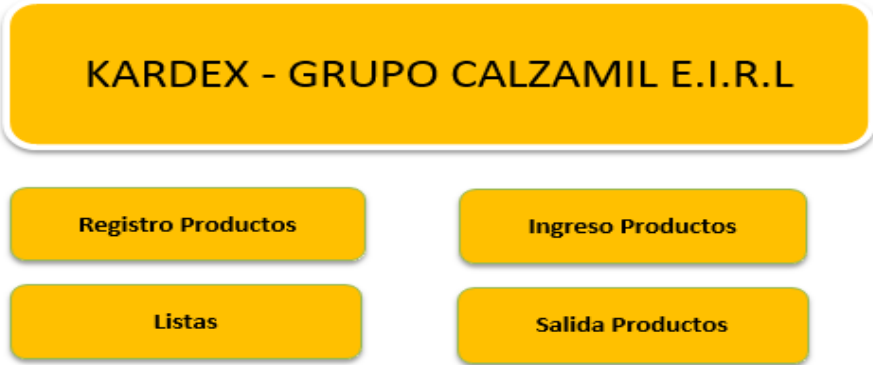 KARDEX - GRUPO CALZAMIL E.I.R.L
Registro Productos
Ingreso Productos
Listas
Salida Productos